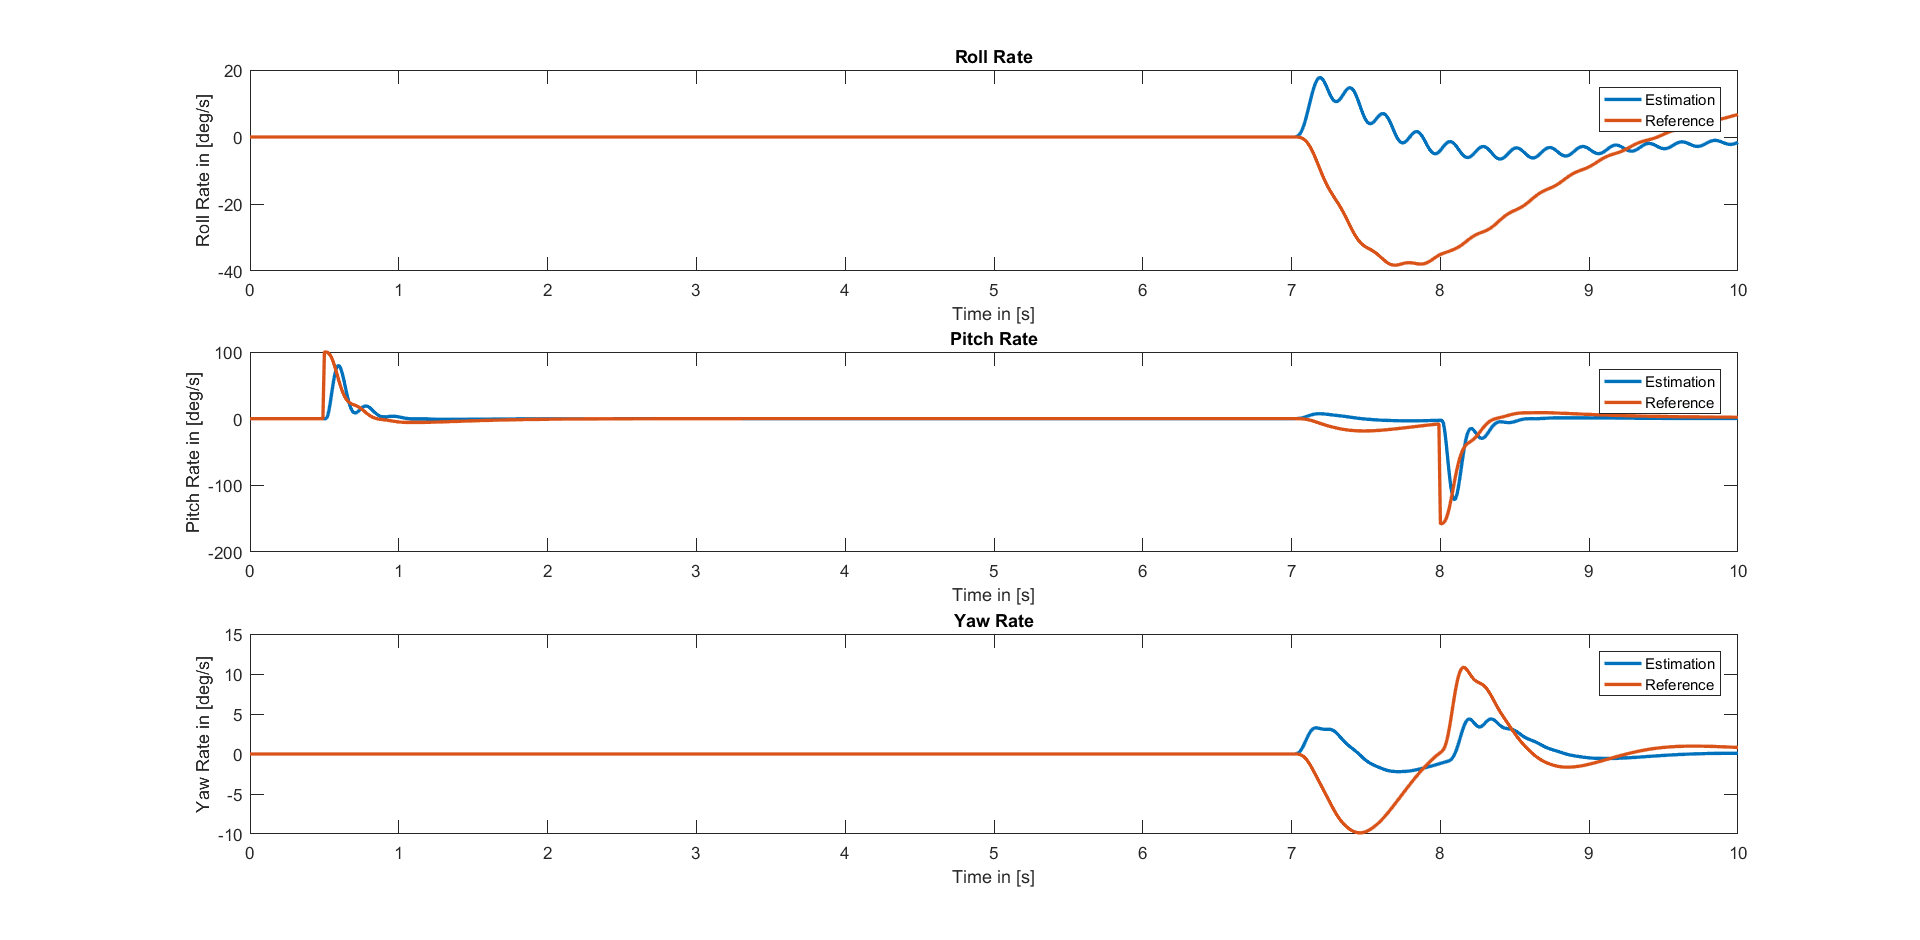 Roll Rate
20
0
-20
-40
Roll Rate in [deg/s]
Estimation
Reference
0 1 2 3 4 5 6 7 8 9 10
Time in [s]
Pitch Rate
100
0
-100
-200
Pitch Rate in [deg/s]
Estimation
Reference
0 1 2 3 4 5 6 7 8 9 10
Time in [s]
Yaw Rate
15
10
5
0
-5
-10
Yaw Rate in [deg/s]
Estimation
Reference
0 1 2 3 4 5 6 7 8 9 10
Time in [s]